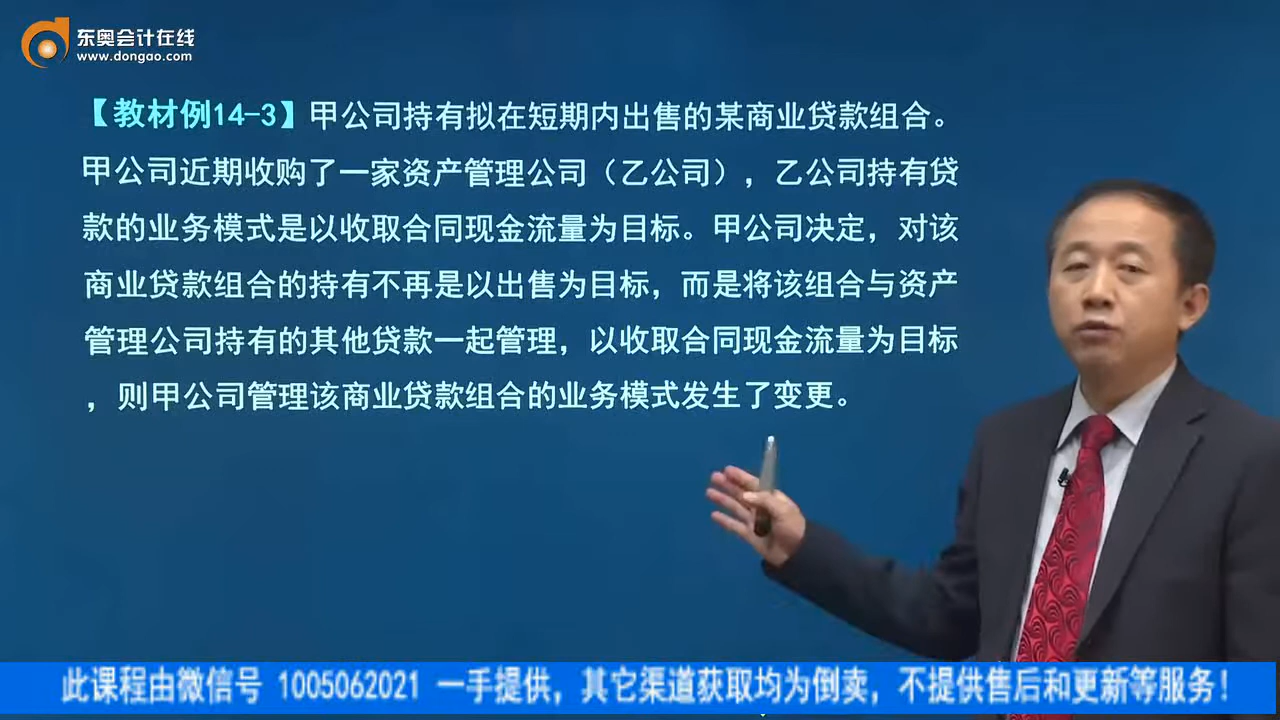 东奥会计在线
www.dongao.com
【教材例14-3】甲公司持有拟在短期内出售的某商业贷款组合。
甲公司近期收购了一家资产管理公司（乙公司），乙公司持有贷
款的业务模式是以收取合同现金流量为目标。甲公司决定，对该
商业贷款组合的持有不再是以出售为目标，而是将该组合与资产
管理公司持有的其他贷款一起管理，以收取合同现金流量为目标
，则甲公司管理该商业贷款组合的业务模式发生了变更。
此课程由微信号 1005062021 一手提供，其它渠道获取均为倒卖，不提供售后和更新等服务！